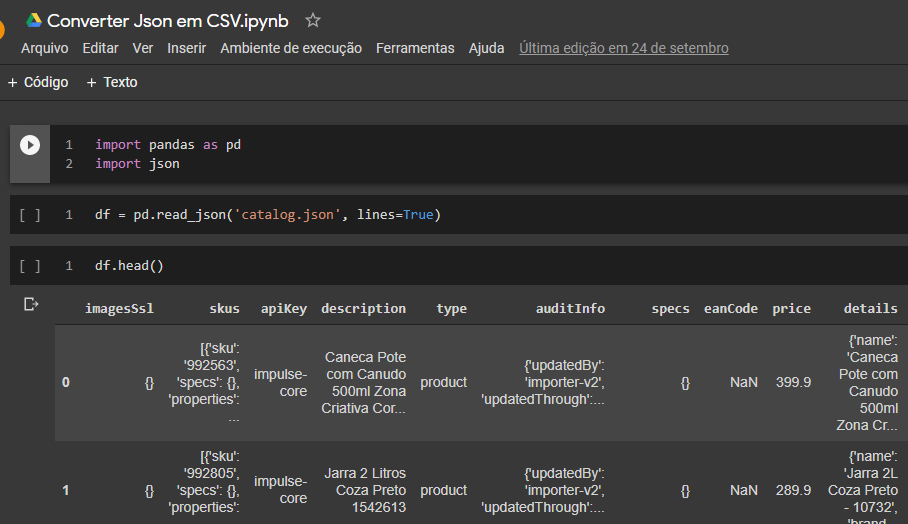 Converter Json em CSV.ipynb
Arquivo Editar Ver Inserir Ambiente de execução Ferramentas Ajuda Última edição em 24 de setembro
+ Código + Texto
1 import pandas as pd
2 import json
[ ] 1 df = pd.read_json('catalog.json', lines=True)
[ ] 1 df.head()
imagesSsl skus apiKey description type auditInfo specs eanCode price details
0 {} [{'sku': '992563', 'specs': {}, 'properties': ... impulse-core Caneca Pote com Canudo 500ml Zona Criativa Cor... product {'updatedBy': 'importer-v2', 'updatedThrough':... {} NaN 399.9 {'name': 'Caneca Pote com Canudo 500ml Zona Cr...
1 {} [{'sku': '992805', 'specs': {}, 'properties': impulse-core Jarra 2 Litros Coza Preto 1542613 product {'updatedBy': 'importer-v2', 'updatedThrough':... {} NaN 289.9 {'name': 'Jarra 2L Coza Preto - 10732', 'brand...